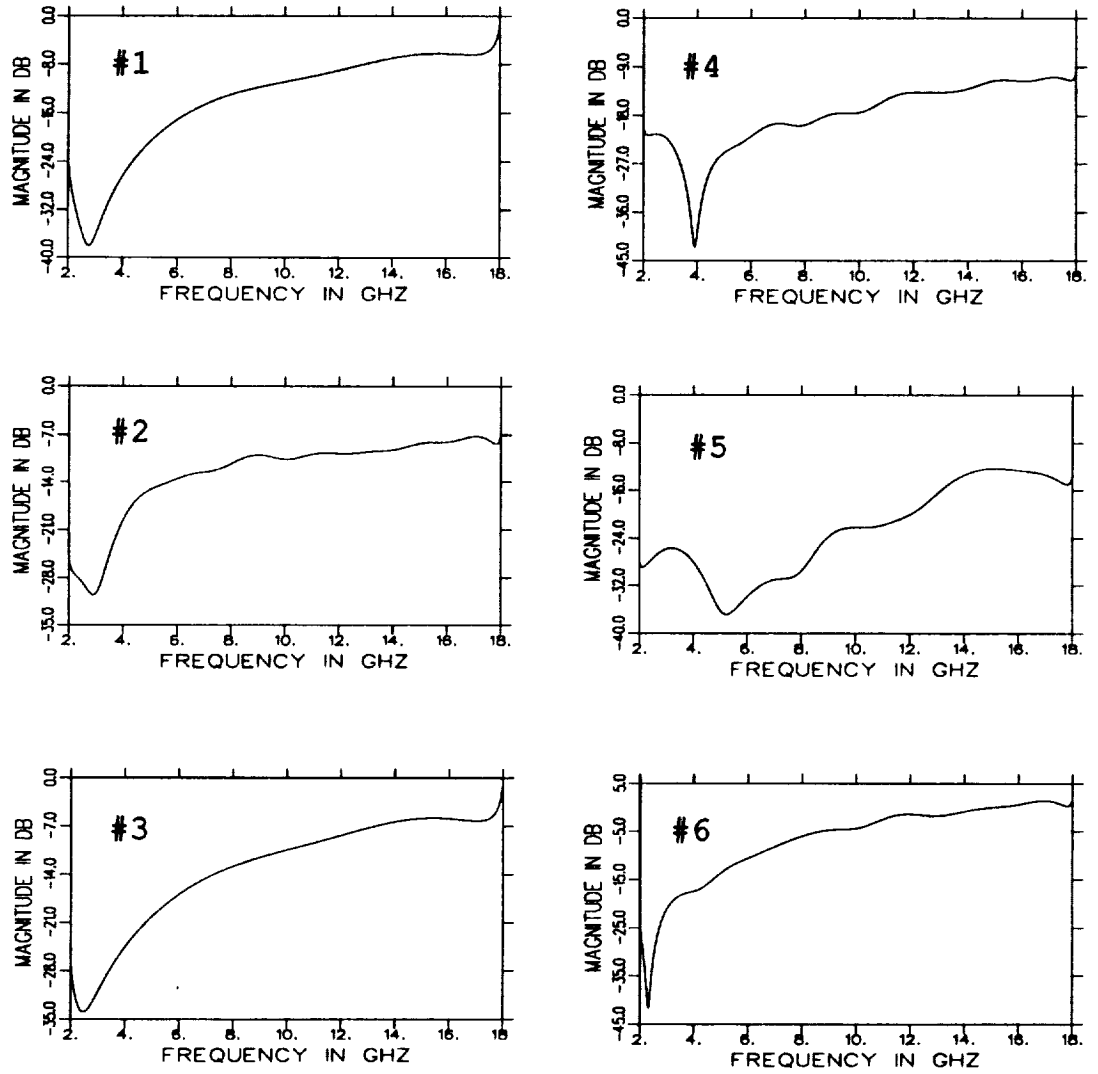 #1
MAGNITUDE IN DB
0.0
-8.0
-16.0
-24.0
-32.0
-40.0
2. 4. 6. 8. 10. 12. 14. 16. 18.
FREQUENCY IN GHZ
#4
MAGNITUDE IN DB
0.0
-9.0
-18.0
-27.0
-36.0
-45.0
2. 4. 6. 8. 10. 12. 14. 16. 18.
FREQUENCY IN GHZ
#2
MAGNITUDE IN DB
0.0
-7.0
-14.0
-21.0
-28.0
-35.0
2. 4. 6. 8. 10. 12. 14. 16. 18.
FREQUENCY IN GHZ
#5
MAGNITUDE IN DB
0.0
-8.0
-16.0
-24.0
-32.0
-40.0
2. 4. 6. 8. 10. 12. 14. 16. 18.
FREQUENCY IN GHZ
#3
MAGNITUDE IN DB
0.0
-7.0
-14.0
-21.0
-28.0
-35.0
2. 4. 6. 8. 10. 12. 14. 16. 18.
FREQUENCY IN GHZ
#6
MAGNITUDE IN DB
5.0
-5.0
-15.0
-25.0
-35.0
-45.0
2. 4. 6. 8. 10. 12. 14. 16. 18.
FREQUENCY IN GHZ